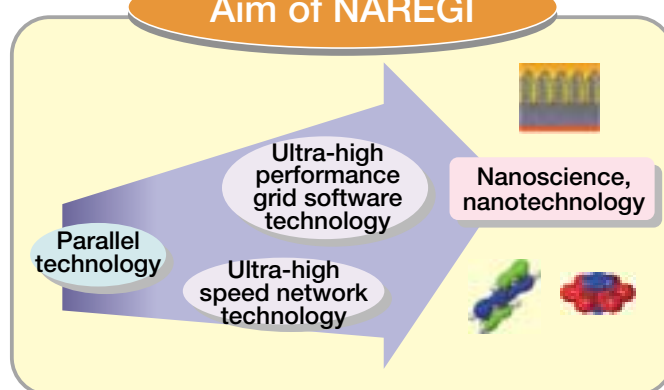 Aim of NAREGI
Ultra-high
performance
grid software
technology
Nanoscience,
nanotechnology
Parallel
technology
Ultra-high
speed network
technology